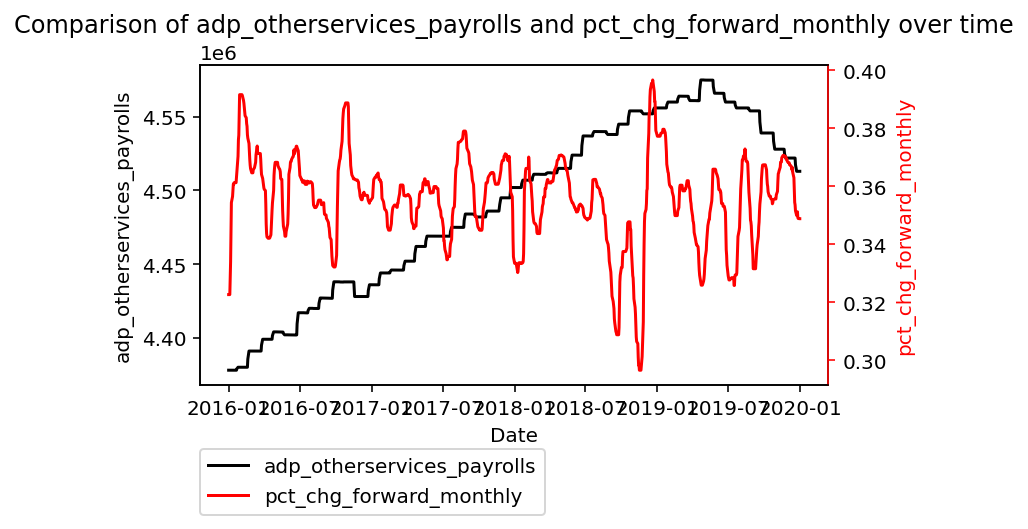 Comparison of adp_otherservices_payrolls and pct_chg_forward_monthly over time
1e6
adp_otherservices_payrolls
4.55
4.50
4.45
4.40
0.40
0.38
0.36
0.34
0.32
0.30
pct_chg_forward_monthly
2016-01
2016-07
2017-01
2017-07
2018-01
2018-07
2019-01
2019-07
2020-01
Date
adp_otherservices_payrolls
pct_chg_forward_monthly